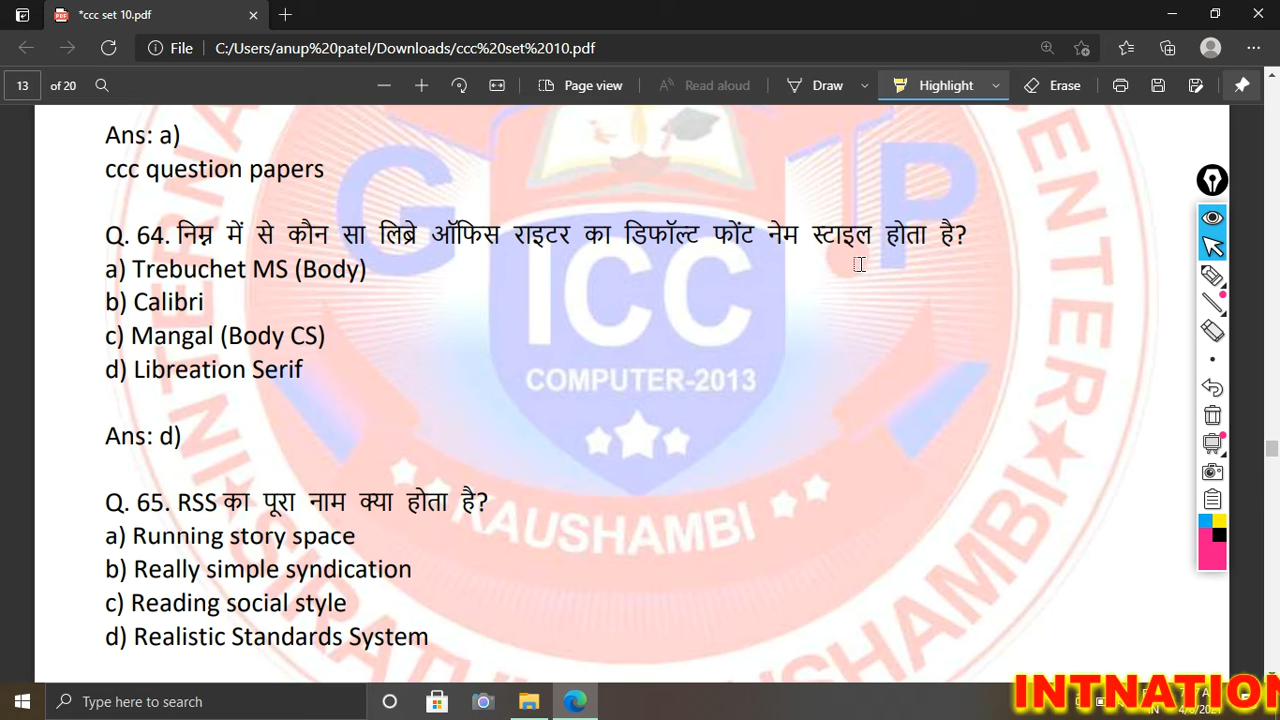 *ccc set 10.pdf
File C:/Users/anup%20patel/Downloads/ccc%20set%2010.pdf
13 of 20 Page view Read aloud Draw Highlight Erase
Ans: a)
ccc question papers
Q. 64. निम्न में से कौन सा लिब्रे ऑफिस राइटर का डिफॉल्ट फोंट नेम स्टाइल होता है?
a) Trebuchet MS (Body)
b) Calibri
c) Mangal (Body CS)
d) Libreation Serif
Ans: d)
Q. 65. RSS का पूरा नाम क्या होता है?
a) Running story space
b) Really simple syndication
c) Reading social style
d) Realistic Standards System
G P
ICC
COMPUTER-2013
KAUSHAMBI
Type here to search
INTNATION